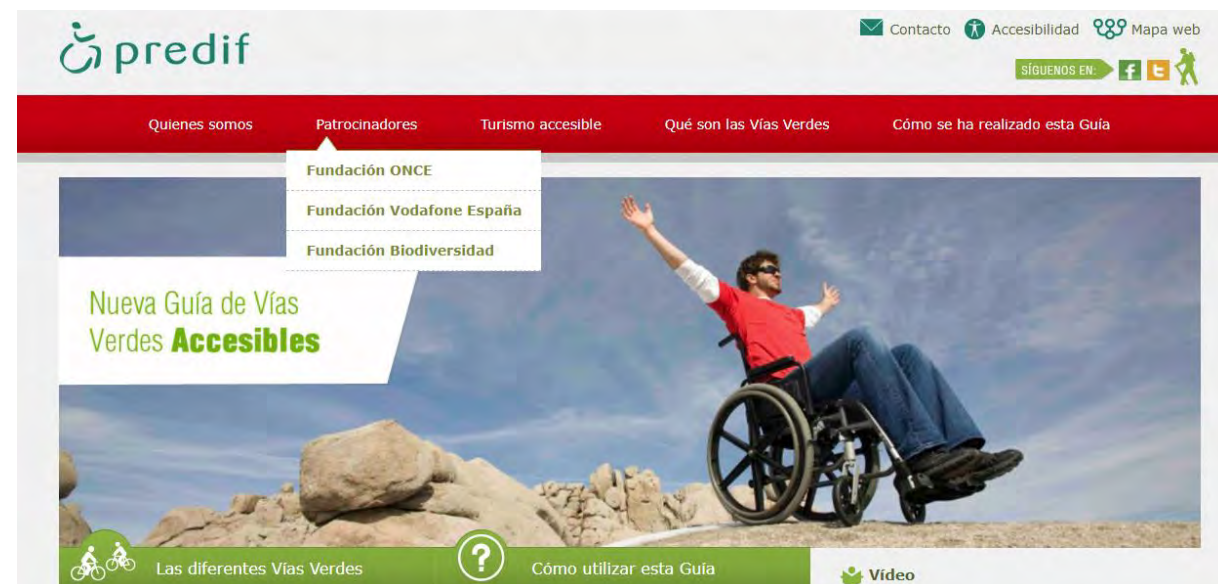 predif
Contacto Accesibilidad Mapa web
SÍGUENOS EN:
Quienes somos Patrocinadores Turismo accesible Qué son las Vías Verdes Cómo se ha realizado esta Guía
Fundación ONCE
Fundación Vodafone España
Fundación Biodiversidad
Nueva Guía de Vías
Verdes Accesibles
Las diferentes Vías Verdes
Cómo utilizar esta Guía
Vídeo